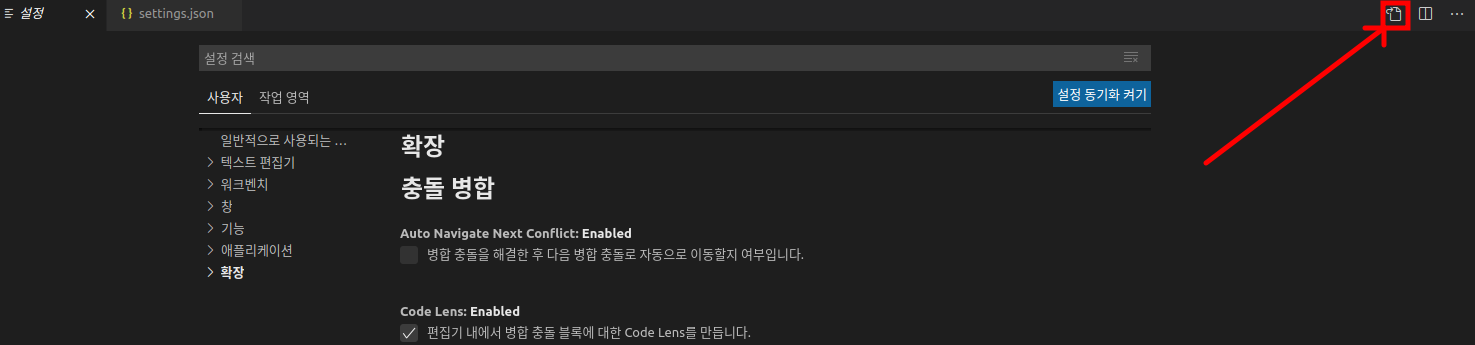 설정
{} settings.json
설정 검색
사용자 작업 영역
설정 동기화 켜기
일반적으로 사용되는 ...
텍스트 편집기
워크벤치
창
기능
애플리케이션
확장
확장
충돌 병합
Auto Navigate Next Conflict: Enabled
병합 충돌을 해결한 후 다음 병합 충돌로 자동으로 이동할지 여부입니다.
Code Lens: Enabled
편집기 내에서 병합 충돌 블록에 대한 Code Lens를 만듭니다.